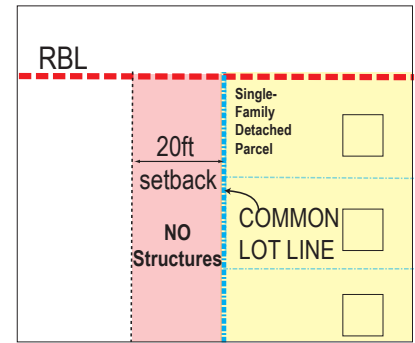 RBL
Single-
Family
Detached
Parcel
20ft
setback
NO
Structures
COMMON
LOT LINE